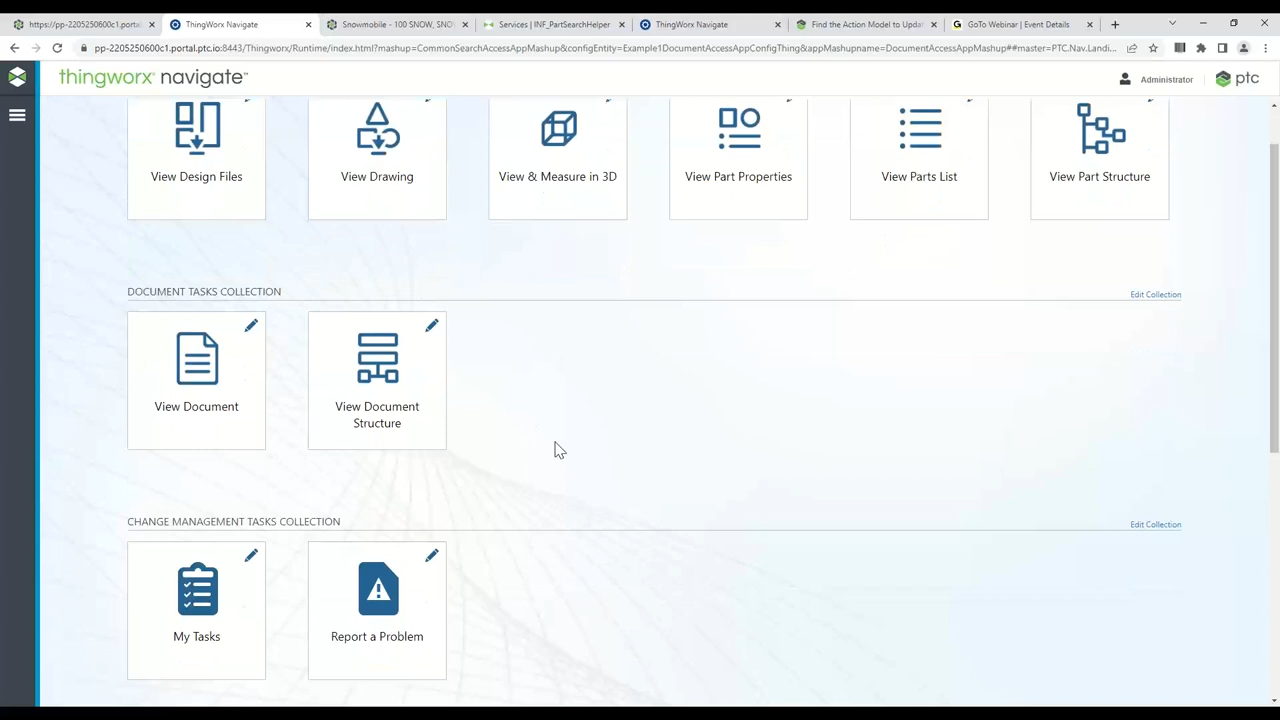 https://pp-2205250600c1.portal
ThingWorx Navigate
Snowmobile - 100 SNOW, SNO
Services | INF_PartSearchHelper
ThingWorx Navigate
Find the Action Model to Updat
GoTo Webinar | Event Details
pp-2205250600c1.portal.ptc.io:8443/Thingworx/Runtime/index.html?mashup=CommonSearchAccessAppMashup&configEntity=Example1DocumentAccessAppConfigThing&appMashupname=DocumentAccessAppMashup##master=PTC.Nav.Landi...
thingworx® navigate™
Administrator
ptc
View Design Files
View Drawing
View & Measure in 3D
View Part Properties
View Parts List
View Part Structure
DOCUMENT TASKS COLLECTION
Edit Collection
View Document
View Document
Structure
CHANGE MANAGEMENT TASKS COLLECTION
Edit Collection
My Tasks
Report a Problem